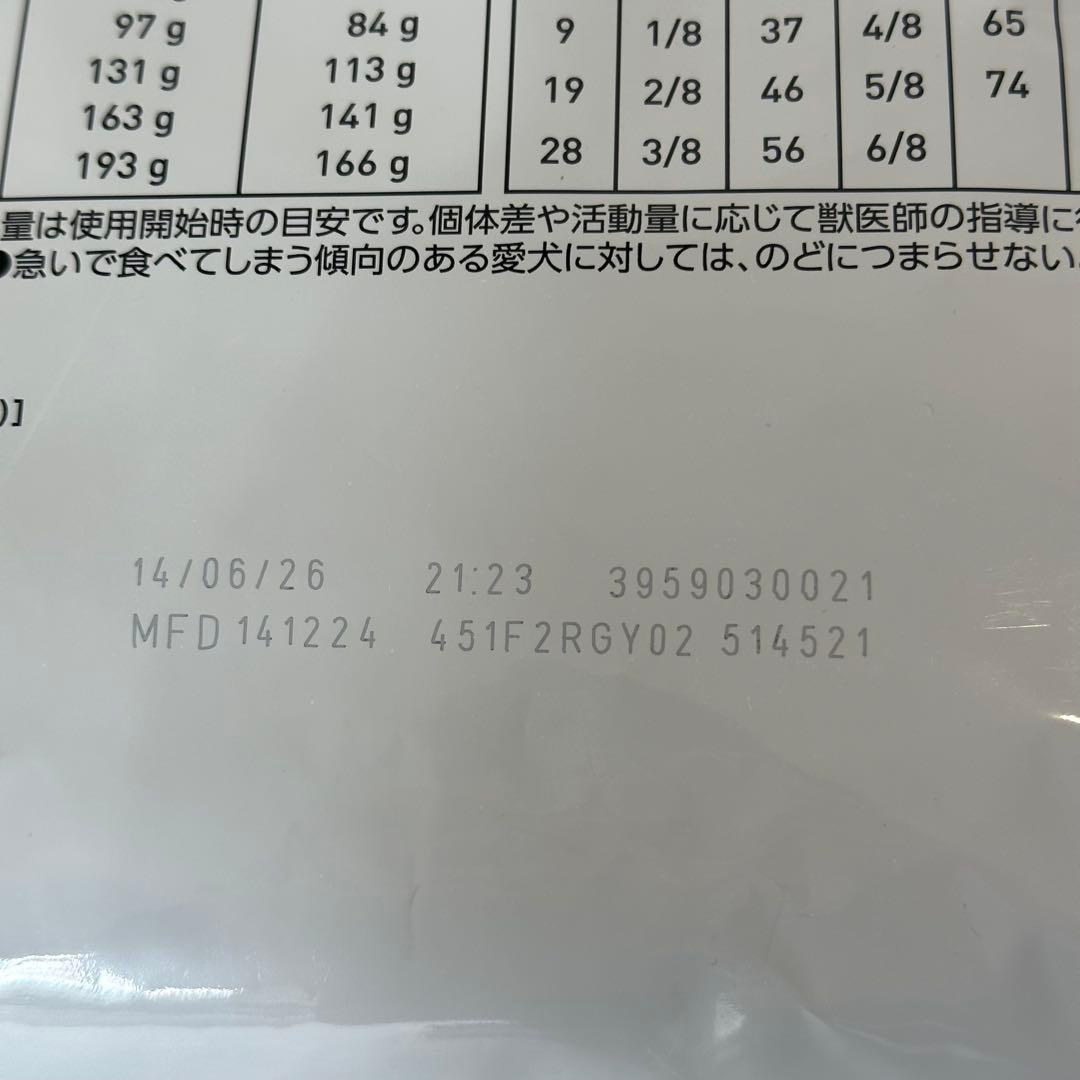 97 g 84 g 9 1/8 37 4/8 65
131 g 113 g 19 2/8 46 5/8 74
163 g 141 g
193 g 166 g 28 3/8 56 6/8
量は使用開始時の目安です。個体差や活動量に応じて獣医師の指導に
●急いで食べてしまう傾向のある愛犬に対しては、のどにつまらせない
)]
14/06/26 21:23 3959030021
MFD 141224 451F2RGY02 514521